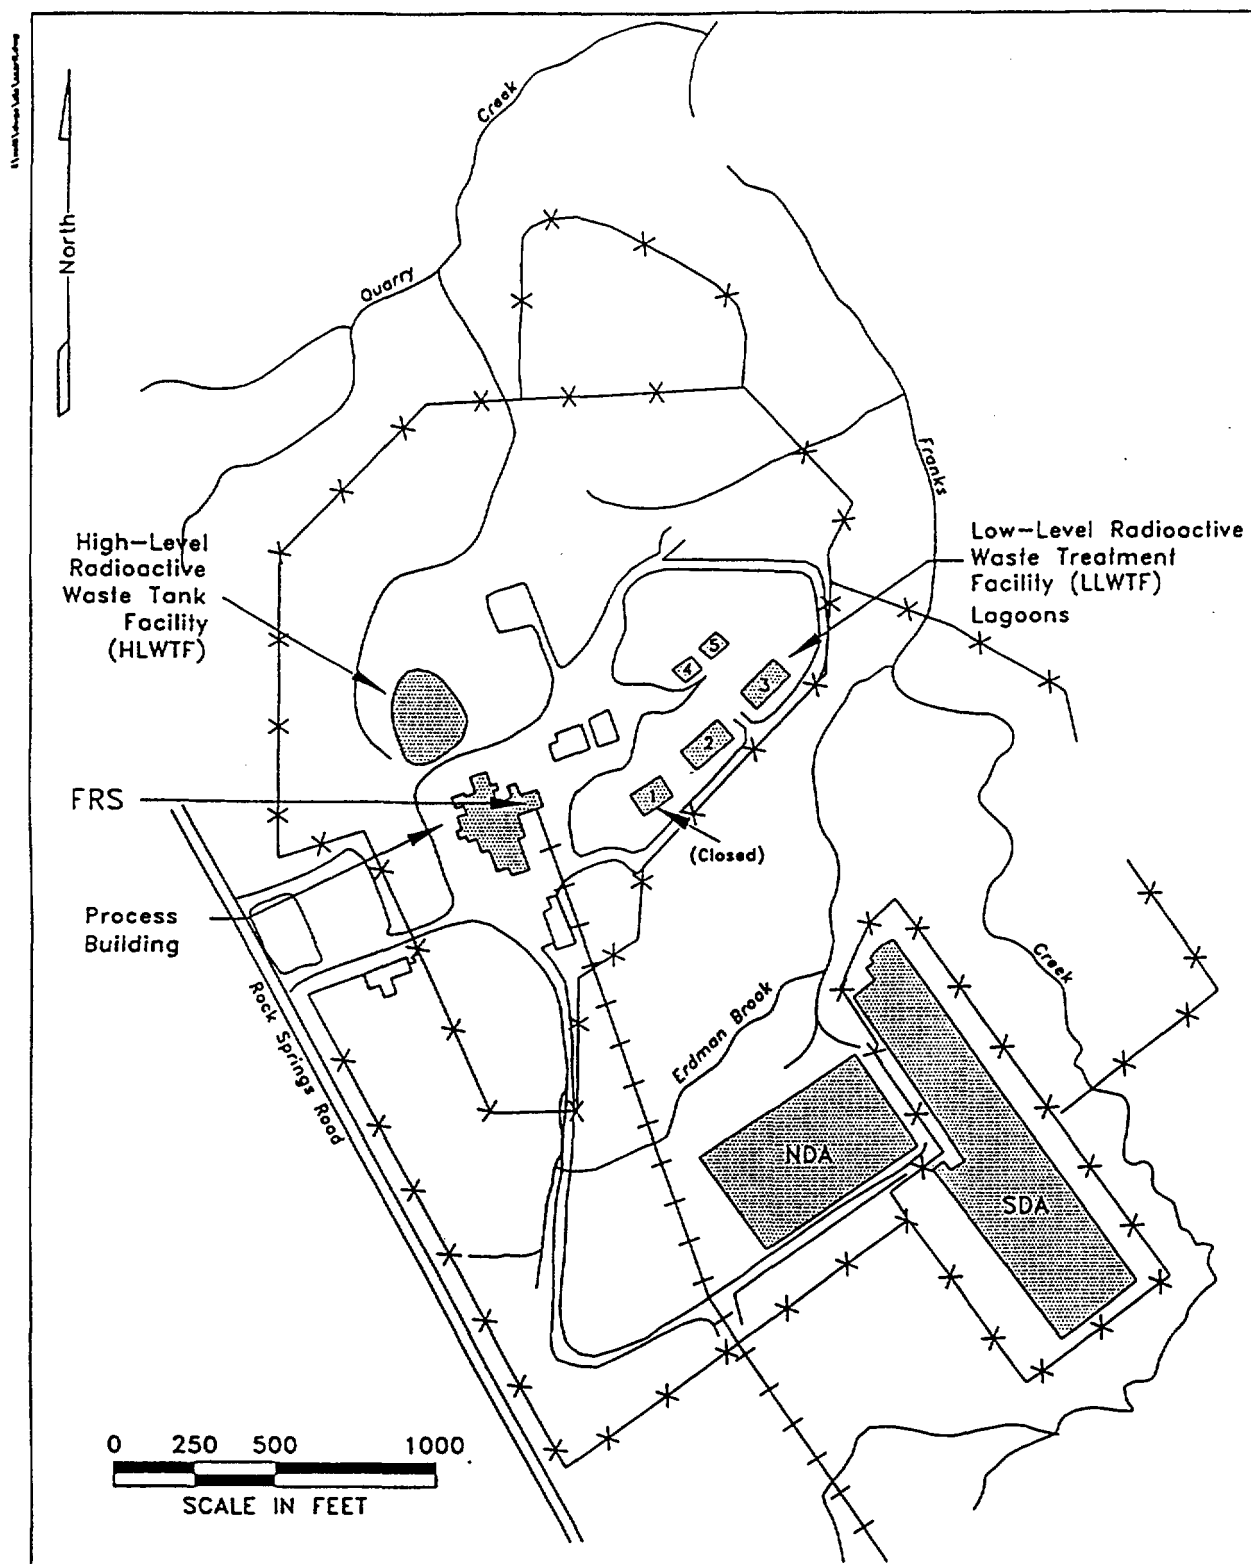 Creek
North
Quarry
Franks
High-Level
Radioactive
Waste Tank
Facility
(HLWTF)
Low-Level Radioactive
Waste Treatment
Facility (LLWTF)
Lagoons
5
4
3
2
1
FRS
(Closed)
Process
Building
Rock Springs Road
Erdman Brook
Creek
NDA
SDA
0 250 500 1000
SCALE IN FEET